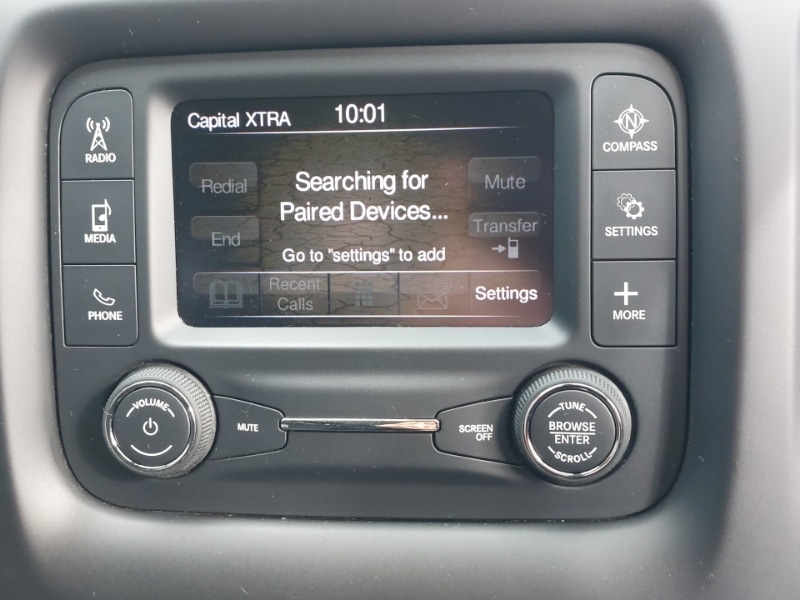 Capital XTRA 10:01
RADIO
MEDIA
PHONE
Redial
End
Searching for
Paired Devices...
Go to "settings" to add
Mute
Transfer
Recent
Calls
Settings
N
COMPASS
SETTINGS
MORE
VOLUME
MUTE
SCREEN
OFF
TUNE
BROWSE
ENTER
SCROLL